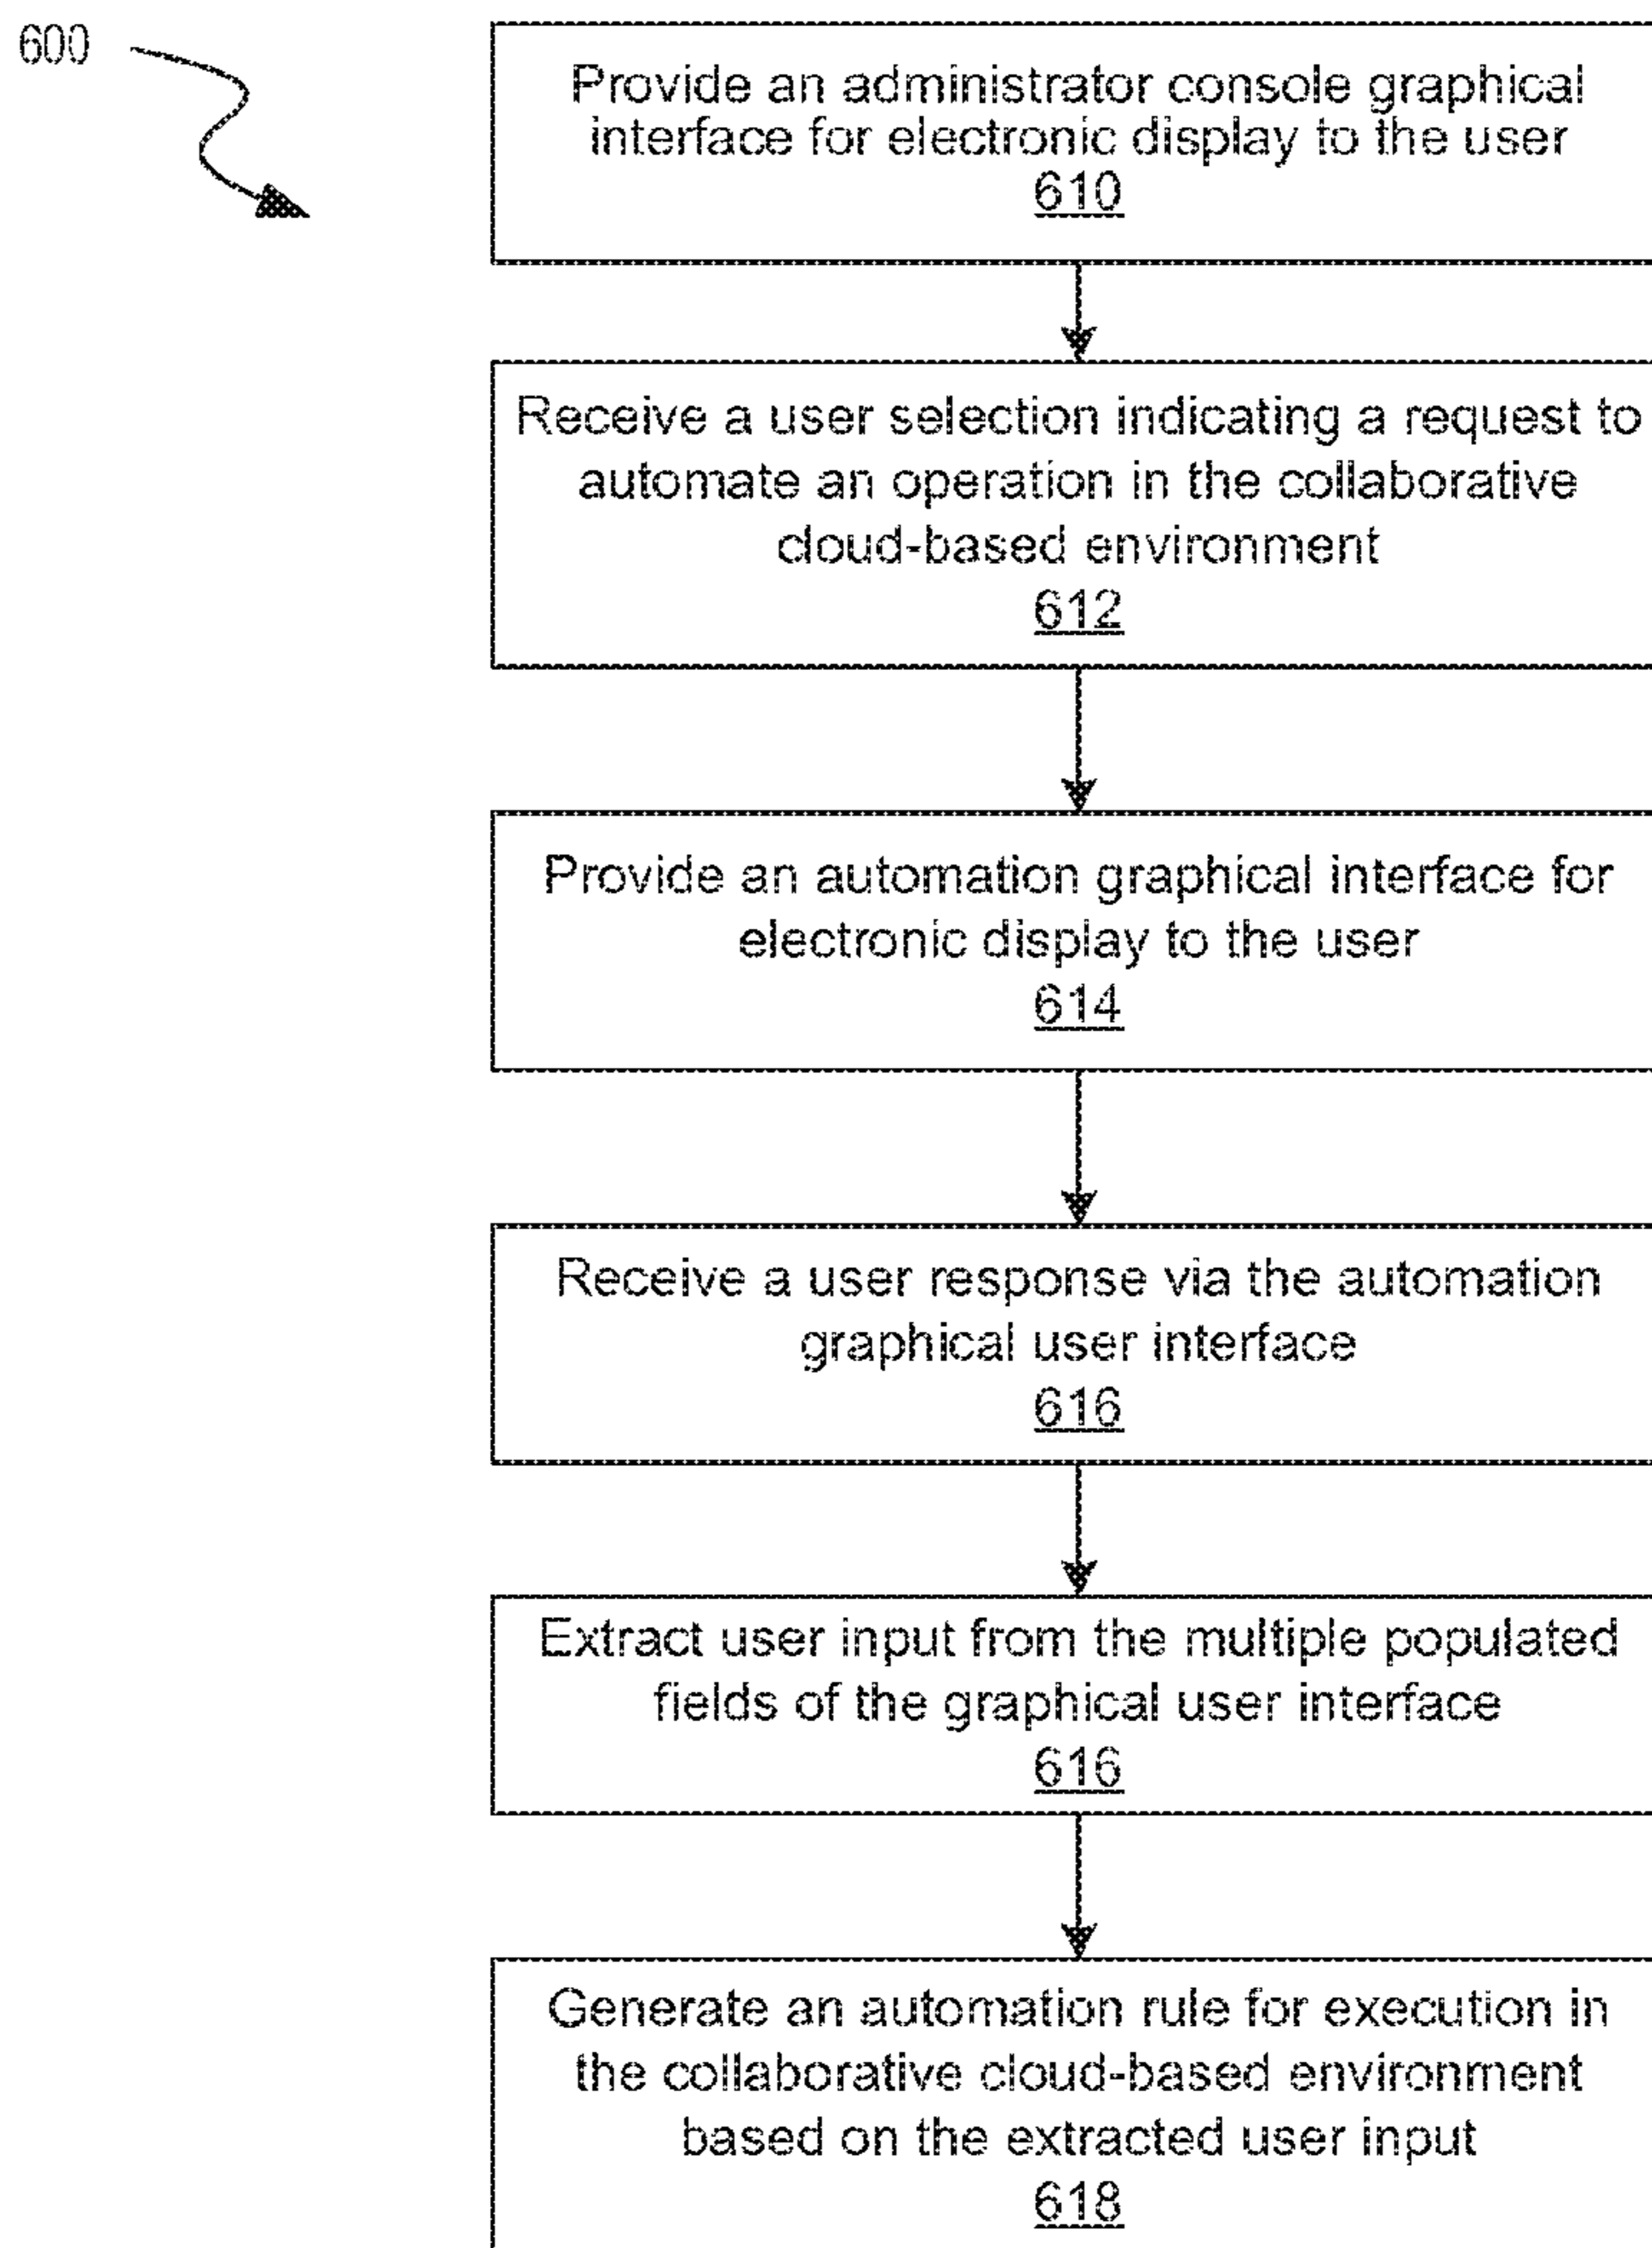 600
Provide an administrator console graphical
interface for electronic display to the user
610
Receive a user selection indicating a request to
automate an operation in the collaborative
cloud-based environment
612
Provide an automation graphical interface for
electronic display to the user
614
Receive a user response via the automation
graphical user interface
616
Extract user input from the multiple populated
fields of the graphical user interface
616
Generate an automation rule for execution in
the collaborative cloud-based environment
based on the extracted user input
618